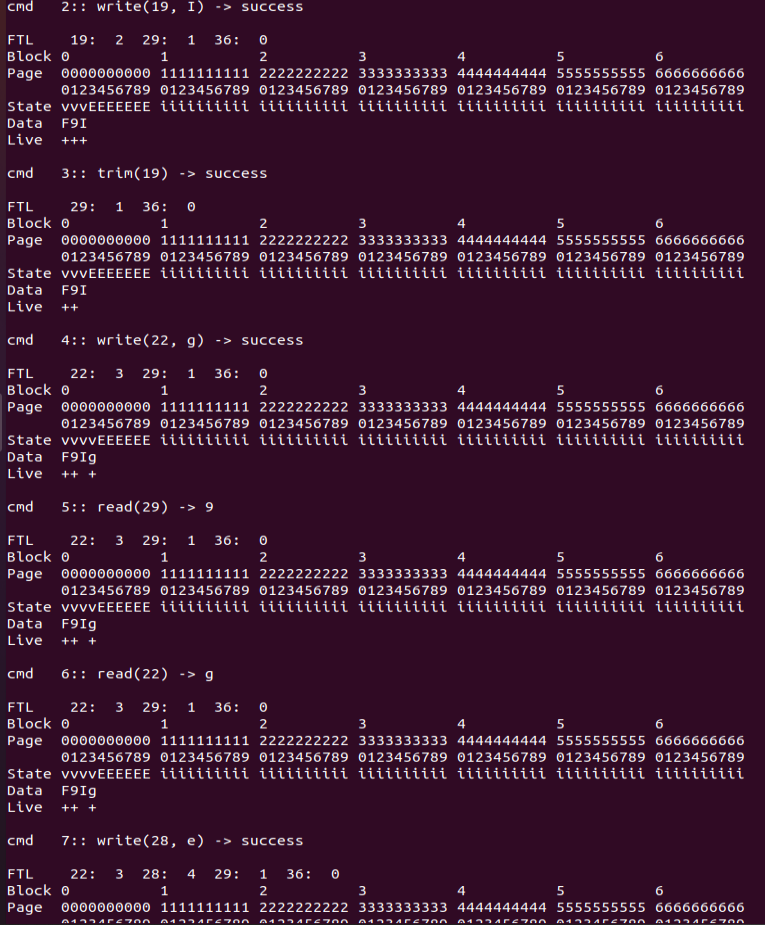 cmd   2:: write(19, I) -> success
FTL    19:  2  29:  1  36:  0
Block 0          1          2          3          4          5          6
Page  0000000000 1111111111 2222222222 3333333333 4444444444 5555555555 6666666666
      0123456789 0123456789 0123456789 0123456789 0123456789 0123456789 0123456789
State vvvEEEEEEE iiiiiiiiii iiiiiiiiii iiiiiiiiii iiiiiiiiii iiiiiiiiii iiiiiiiiii
Data  F9I
Live  +++
cmd   3:: trim(19) -> success
FTL    29:  1  36:  0
Block 0          1          2          3          4          5          6
Page  0000000000 1111111111 2222222222 3333333333 4444444444 5555555555 6666666666
      0123456789 0123456789 0123456789 0123456789 0123456789 0123456789 0123456789
State vvvEEEEEEE iiiiiiiiii iiiiiiiiii iiiiiiiiii iiiiiiiiii iiiiiiiiii iiiiiiiiii
Data  F9I
Live  ++
cmd   4:: write(22, g) -> success
FTL    22:  3  29:  1  36:  0
Block 0          1          2          3          4          5          6
Page  0000000000 1111111111 2222222222 3333333333 4444444444 5555555555 6666666666
      0123456789 0123456789 0123456789 0123456789 0123456789 0123456789 0123456789
State vvvvEEEEEE iiiiiiiiii iiiiiiiiii iiiiiiiiii iiiiiiiiii iiiiiiiiii iiiiiiiiii
Data  F9Ig
Live  ++ +
cmd   5:: read(29) -> 9
FTL    22:  3  29:  1  36:  0
Block 0          1          2          3          4          5          6
Page  0000000000 1111111111 2222222222 3333333333 4444444444 5555555555 6666666666
      0123456789 0123456789 0123456789 0123456789 0123456789 0123456789 0123456789
State vvvvEEEEEE iiiiiiiiii iiiiiiiiii iiiiiiiiii iiiiiiiiii iiiiiiiiii iiiiiiiiii
Data  F9Ig
Live  ++ +
cmd   6:: read(22) -> g
FTL    22:  3  29:  1  36:  0
Block 0          1          2          3          4          5          6
Page  0000000000 1111111111 2222222222 3333333333 4444444444 5555555555 6666666666
      0123456789 0123456789 0123456789 0123456789 0123456789 0123456789 0123456789
State vvvvEEEEEE iiiiiiiiii iiiiiiiiii iiiiiiiiii iiiiiiiiii iiiiiiiiii iiiiiiiiii
Data  F9Ig
Live  ++ +
cmd   7:: write(28, e) -> success
FTL    22:  3  28:  4  29:  1  36:  0
Block 0          1          2          3          4          5          6
Page  0000000000 1111111111 2222222222 3333333333 4444444444 5555555555 6666666666
      0123456789 0123456789 0123456789 0123456789 0123456789 0123456789 0123456789